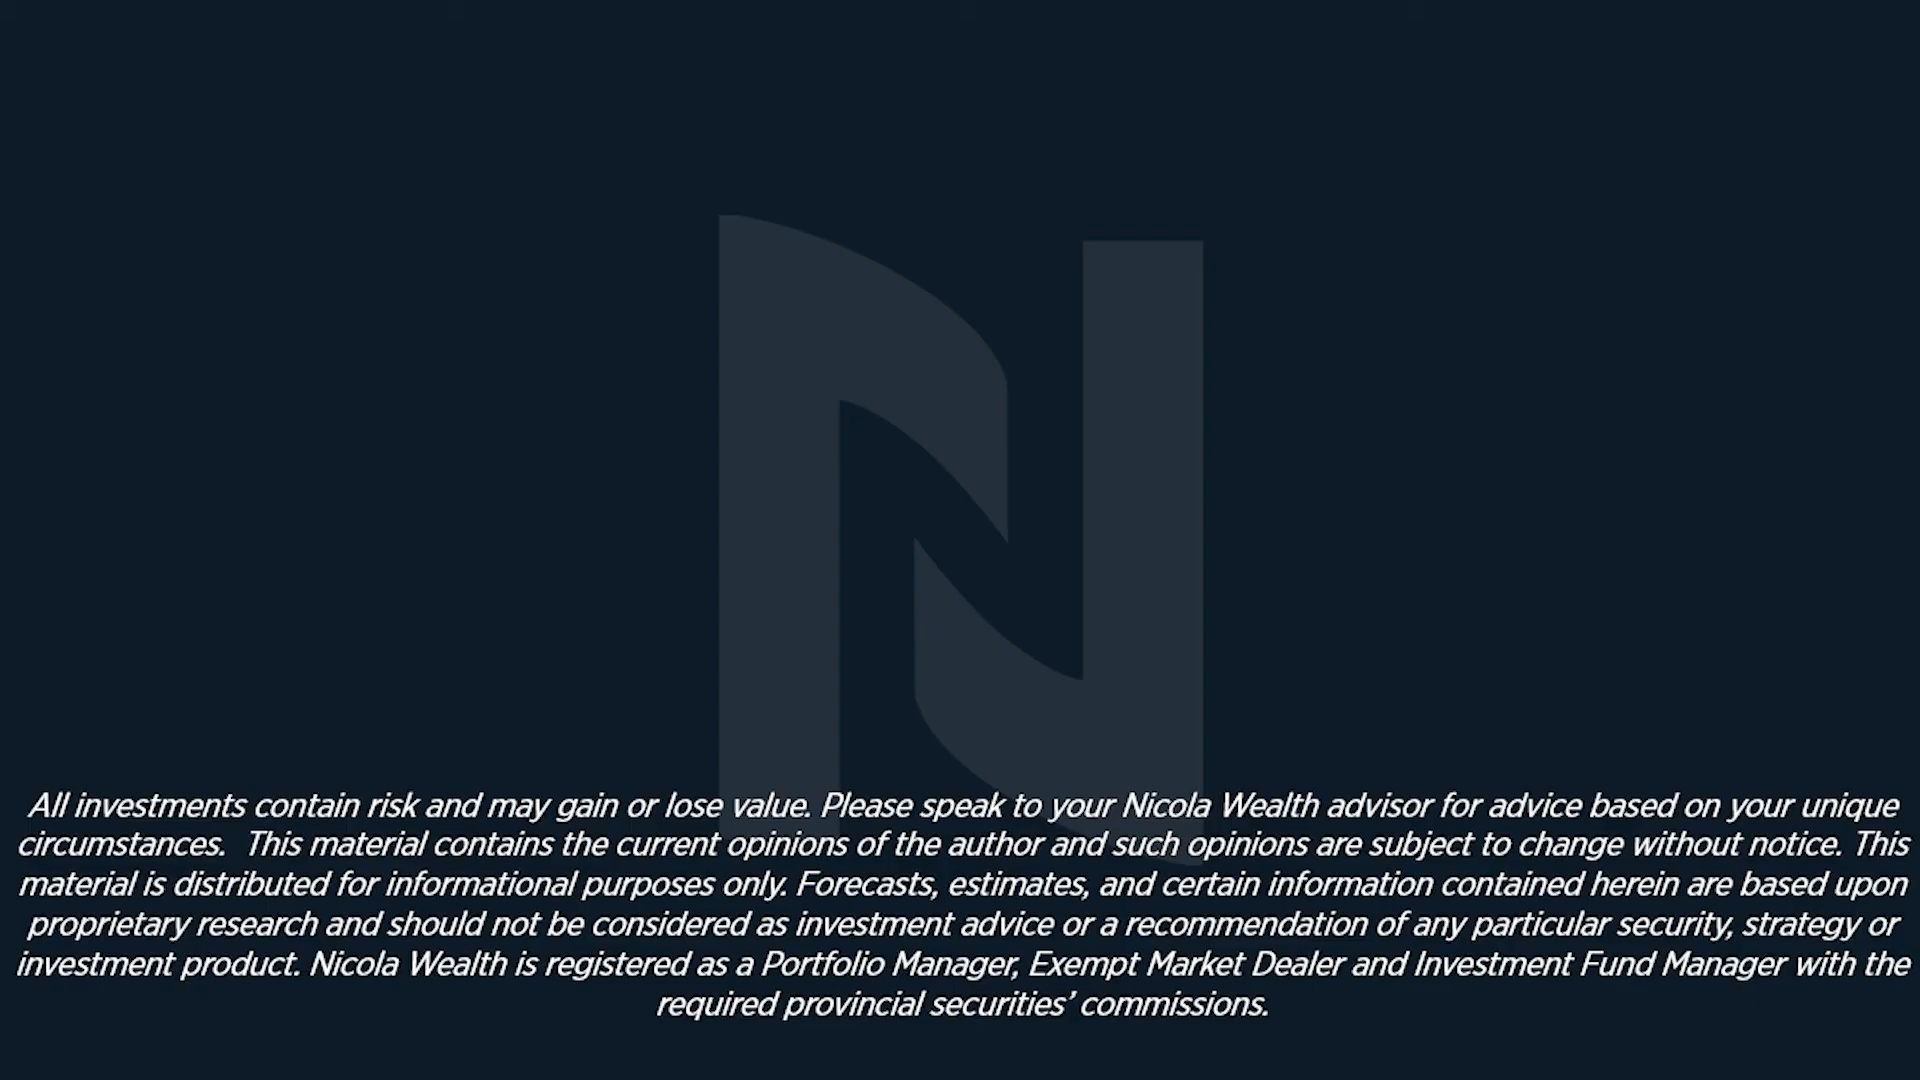 All investments contain risk and may gain or lose value. Please speak to your Nicola Wealth advisor for advice based on your unique
circumstances.  This material contains the current opinions of the author and such opinions are subject to change without notice. This
material is distributed for informational purposes only. Forecasts, estimates, and certain information contained herein are based upon
proprietary research and should not be considered as investment advice or a recommendation of any particular security, strategy or
investment product. Nicola Wealth is registered as a Portfolio Manager, Exempt Market Dealer and Investment Fund Manager with the
required provincial securities’ commissions.